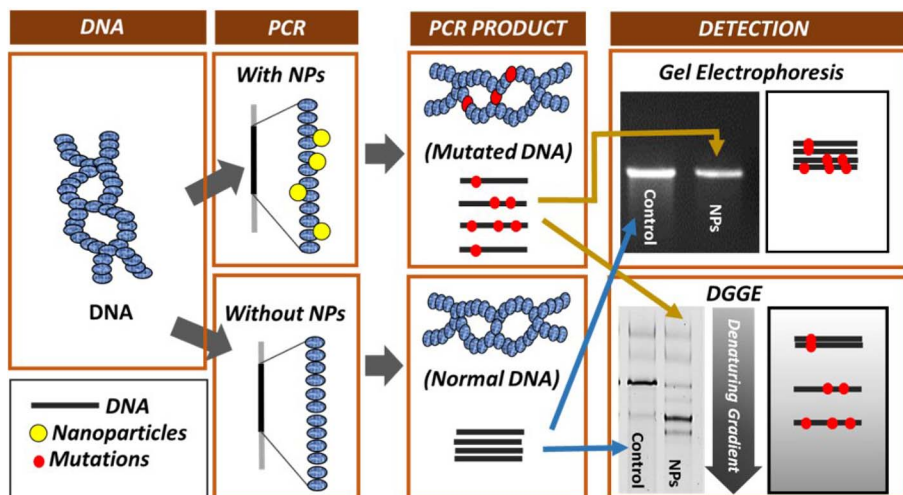 DNA
PCR
PCR PRODUCT
DETECTION
DNA
With NPs
Without NPs
(Mutated DNA)
(Normal DNA)
Gel Electrophoresis
Control
NPs
DGGE
Control
NPs
Denaturing Gradient
DNA
Nanoparticles
Mutations